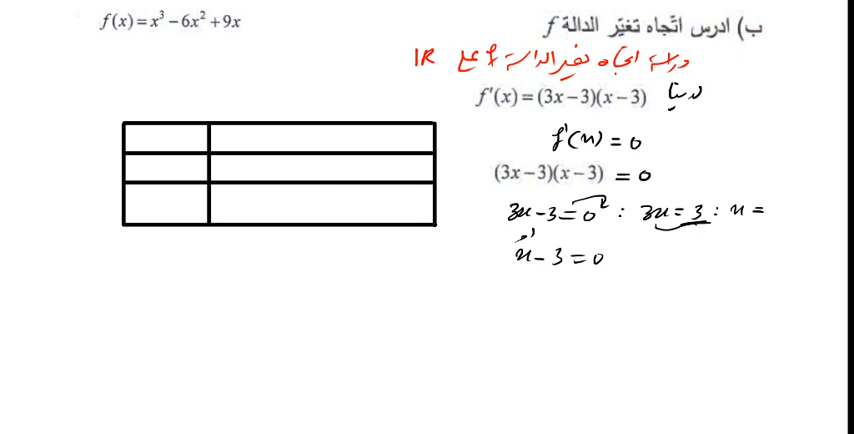 f(x) = x³ − 6x² + 9x
ب) ادرس اتّجاه تغيّر الدالة f
دراسة اتجاه تغير الدالة f على IR
لدينا f'(x) = (3x − 3)(x − 3)
f'(x) = 0
(3x − 3)(x − 3) = 0
3x − 3 = 0 : 3x = 3 : x =
أو
x − 3 = 0